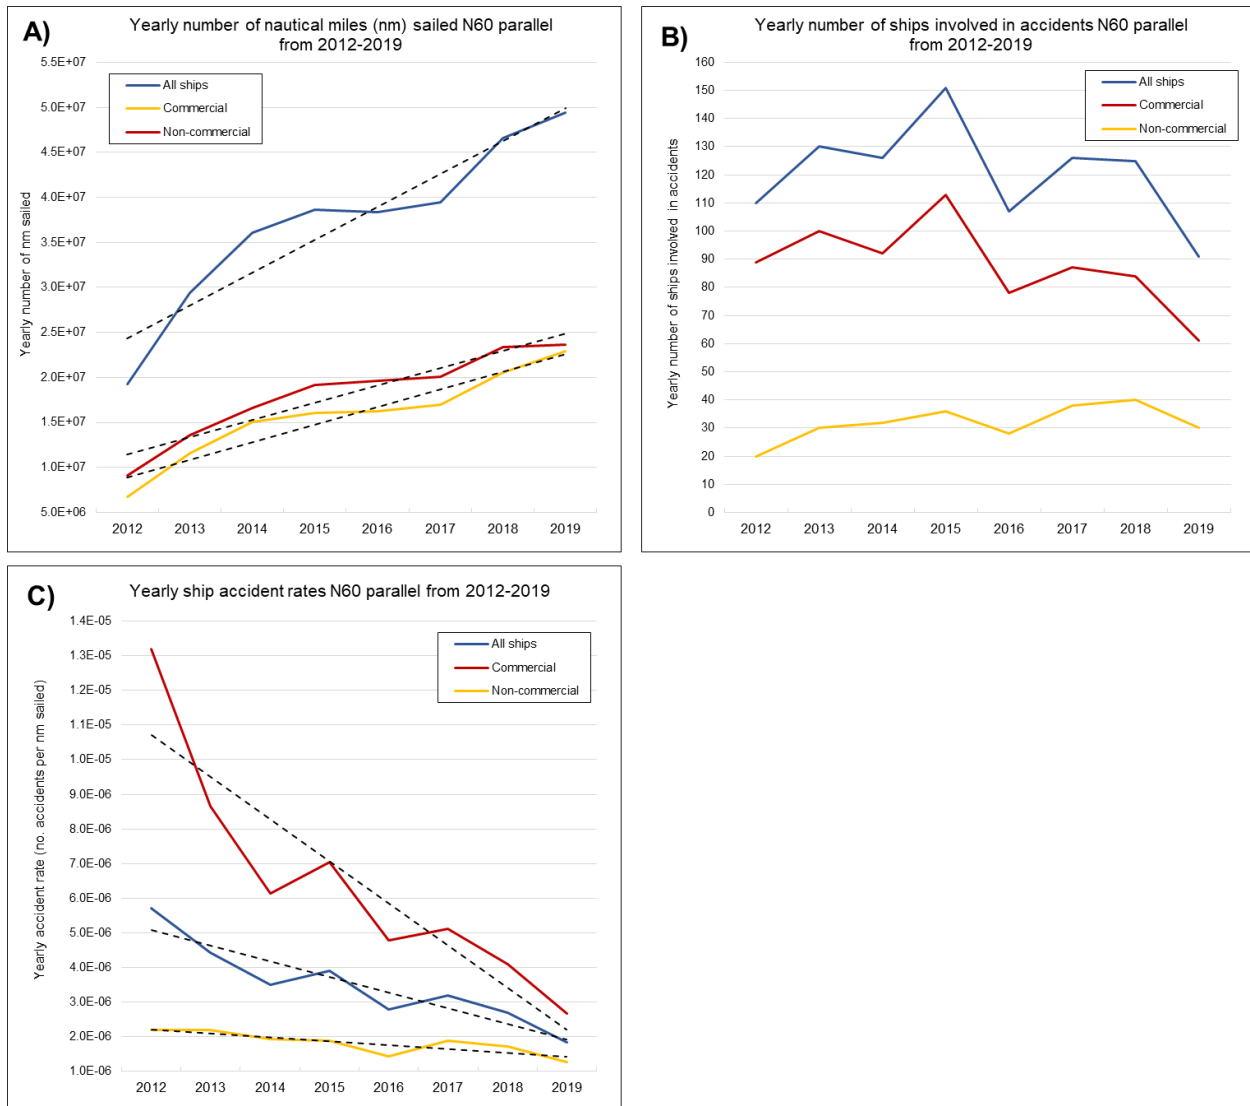 A)
Yearly number of nautical miles (nm) sailed N60 parallel
from 2012-2019
5.5E+07
5.0E+07
4.5E+07
4.0E+07
3.5E+07
3.0E+07
2.5E+07
2.0E+07
1.5E+07
1.0E+07
5.0E+06
Yearly number of nm sailed
All ships
Commercial
Non-commercial
2012 2013 2014 2015 2016 2017 2018 2019
B)
Yearly number of ships involved in accidents N60 parallel
from 2012-2019
160
150
140
130
120
110
100
90
80
70
60
50
40
30
20
10
0
Yearly number of ships involved in accidents
All ships
Commercial
Non-commercial
2012 2013 2014 2015 2016 2017 2018 2019
C)
Yearly ship accident rates N60 parallel from 2012-2019
1.4E-05
1.3E-05
1.2E-05
1.1E-05
1.0E-05
9.0E-06
8.0E-06
7.0E-06
6.0E-06
5.0E-06
4.0E-06
3.0E-06
2.0E-06
1.0E-06
Yearly accident rate (no. accidents per nm sailed)
All ships
Commercial
Non-commercial
2012 2013 2014 2015 2016 2017 2018 2019